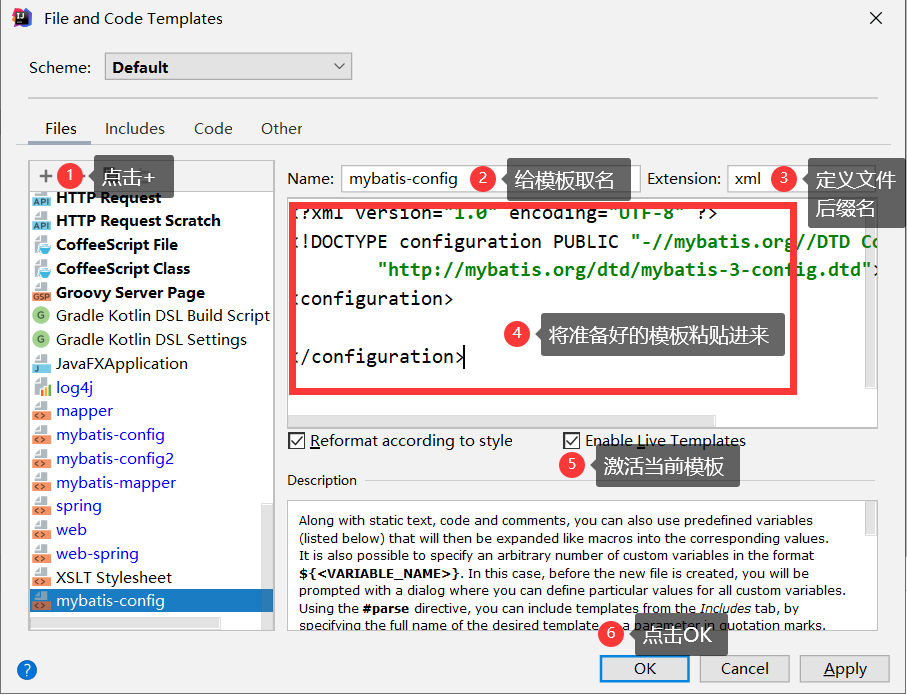 File and Code Templates
Scheme: Default
Files Includes Code Other
1 点击+
Name: mybatis-config 2 给模板取名 Extension: xml 3 定义文件
后缀名
HTTP Request
HTTP Request Scratch
CoffeeScript File
CoffeeScript Class
Groovy Server Page
Gradle Kotlin DSL Build Script
Gradle Kotlin DSL Settings
JavaFXApplication
log4j
mapper
mybatis-config
mybatis-config2
mybatis-mapper
spring
web
web-spring
XSLT Stylesheet
mybatis-config
<?xml version="1.0" encoding="UTF-8" ?>
<!DOCTYPE configuration PUBLIC "-//mybatis.org//DTD Co
"http://mybatis.org/dtd/mybatis-3-config.dtd">
<configuration>
4 将准备好的模板粘贴进来
</configuration>
Reformat according to style Enable Live Templates
5 激活当前模板
Description
Along with static text, code and comments, you can also use predefined variables
(listed below) that will then be expanded like macros into the corresponding values.
It is also possible to specify an arbitrary number of custom variables in the format
${<VARIABLE_NAME>}. In this case, before the new file is created, you will be
prompted with a dialog where you can define particular values for all custom variables.
Using the #parse directive, you can include templates from the Includes tab, by
specifying the full name of the desired template a parameter in quotation marks.
6 点击OK
? OK Cancel Apply